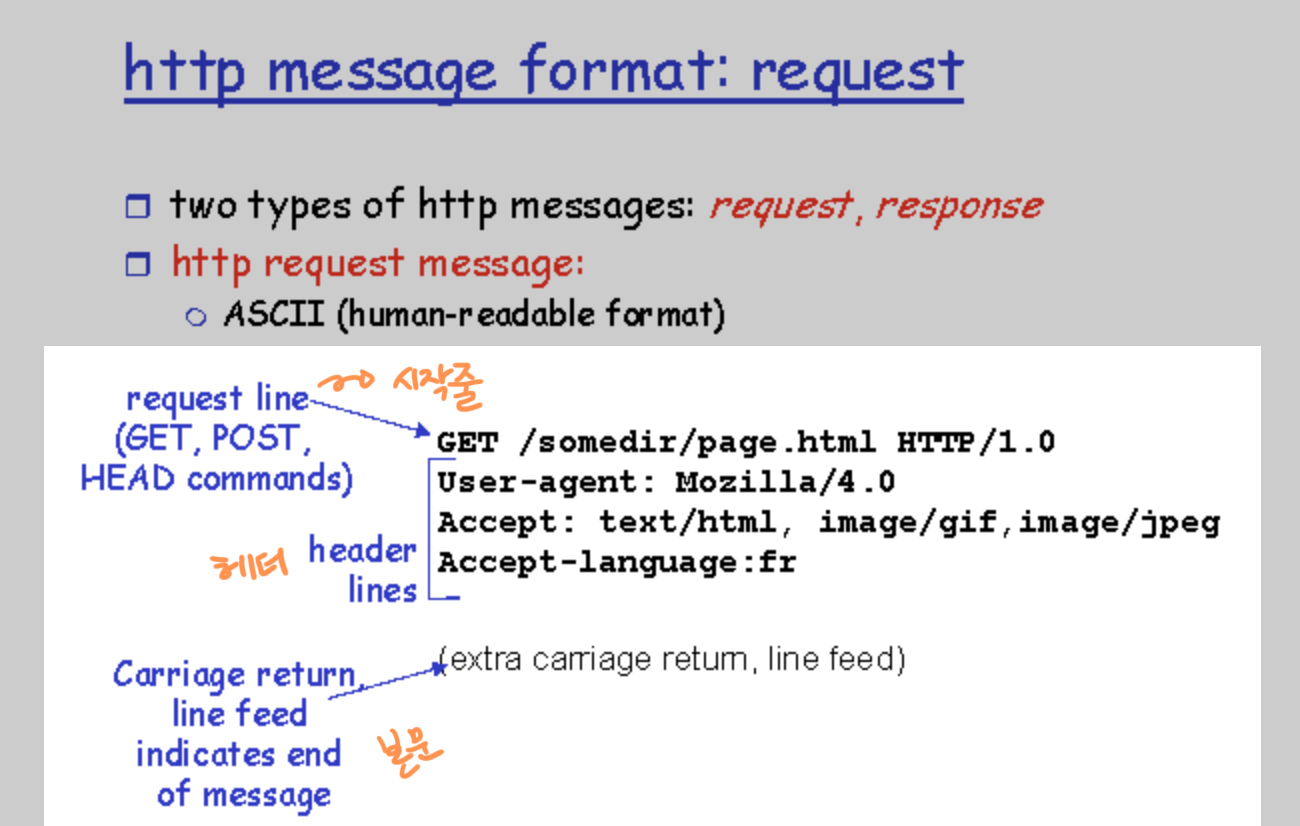 http message format: request
two types of http messages: request, response
http request message:
ASCII (human-readable format)
request line
(GET, POST,
HEAD commands)
시작줄
GET /somedir/page.html HTTP/1.0
User-agent: Mozilla/4.0
Accept: text/html, image/gif,image/jpeg
Accept-language:fr
헤더
header
lines
(extra carriage return, line feed)
Carriage return,
line feed
indicates end
of message
본문